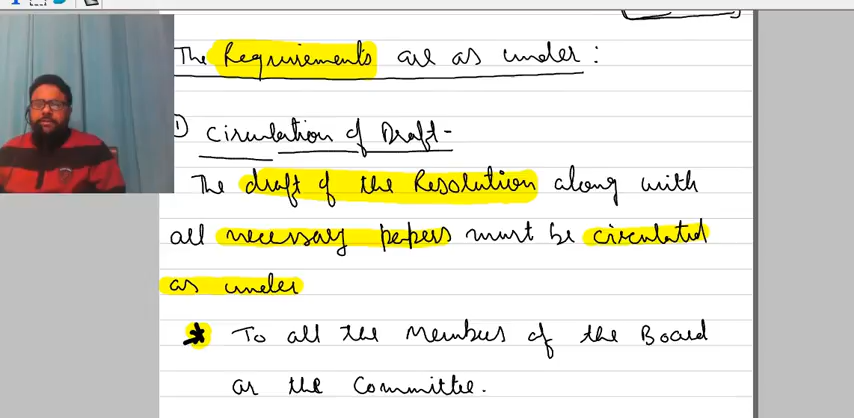 The Requirements are as under :
① Circulation of Draft-
The draft of the Resolution along with
all necessary papers must be circulated
as under
* To all the Members of the Board
or the Committee.